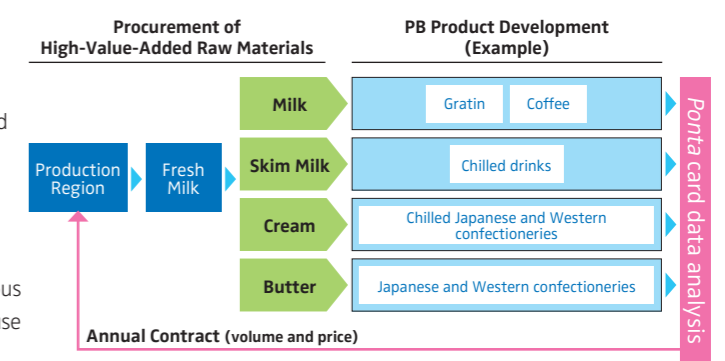 Procurement of
High-Value-Added Raw Materials
PB Product Development
(Example)
d
Production
Region
Fresh
Milk
Milk
Gratin
Coffee
Skim Milk
Chilled drinks
Cream
Chilled Japanese and Western
confectioneries
Butter
Japanese and Western confectioneries
Ponta card data analysis
us
se
Annual Contract (volume and price)